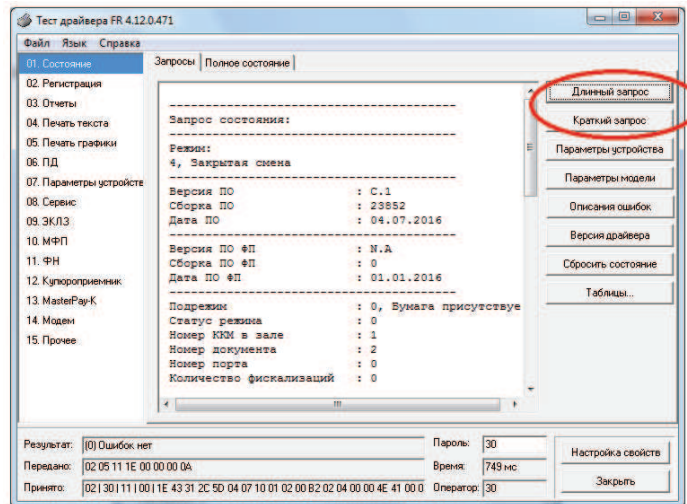 Тест драйвера FR 4.12.0.471
Файл Язык Справка
01. Состояние
02. Регистрация
03. Отчеты
04. Печать текста
05. Печать графики
06. ПД
07. Параметры устройств
08. Сервис
09. ЭКЛЗ
10. МФП
11. ФН
12. Купюроприемник
13. MasterPay-K
14. Модем
15. Прочее
Запросы Полное состояние
Запрос состояния:
Режим:
4, Закрытая смена
Версия ПО : C.1
Сборка ПО : 23852
Дата ПО : 04.07.2016
Версия ПО ФП : N.A
Сборка ПО ФП : 0
Дата ПО ФП : 01.01.2016
Подрежим : 0, Бумага присутствуе
Статус режима : 0
Номер ККМ в зале : 1
Номер документа : 2
Номер порта : 0
Количество фискализаций : 0
Длинный запрос
Краткий запрос
Параметры устройства
Параметры модели
Описания ошибок
Версия драйвера
Сбросить состояние
Таблицы...
Результат: (0) Ошибок нет
Передано: 02 05 11 1E 00 00 00 0A
Принято: 02 | 30 | 11 | 00 | 1E 43 31 2C 5D 04 07 10 01 02 00 B2 02 04 00 00 4E 41 00 0
Пароль: 30
Время: 749 мс
Оператор: 30
Настройка свойств
Закрыть